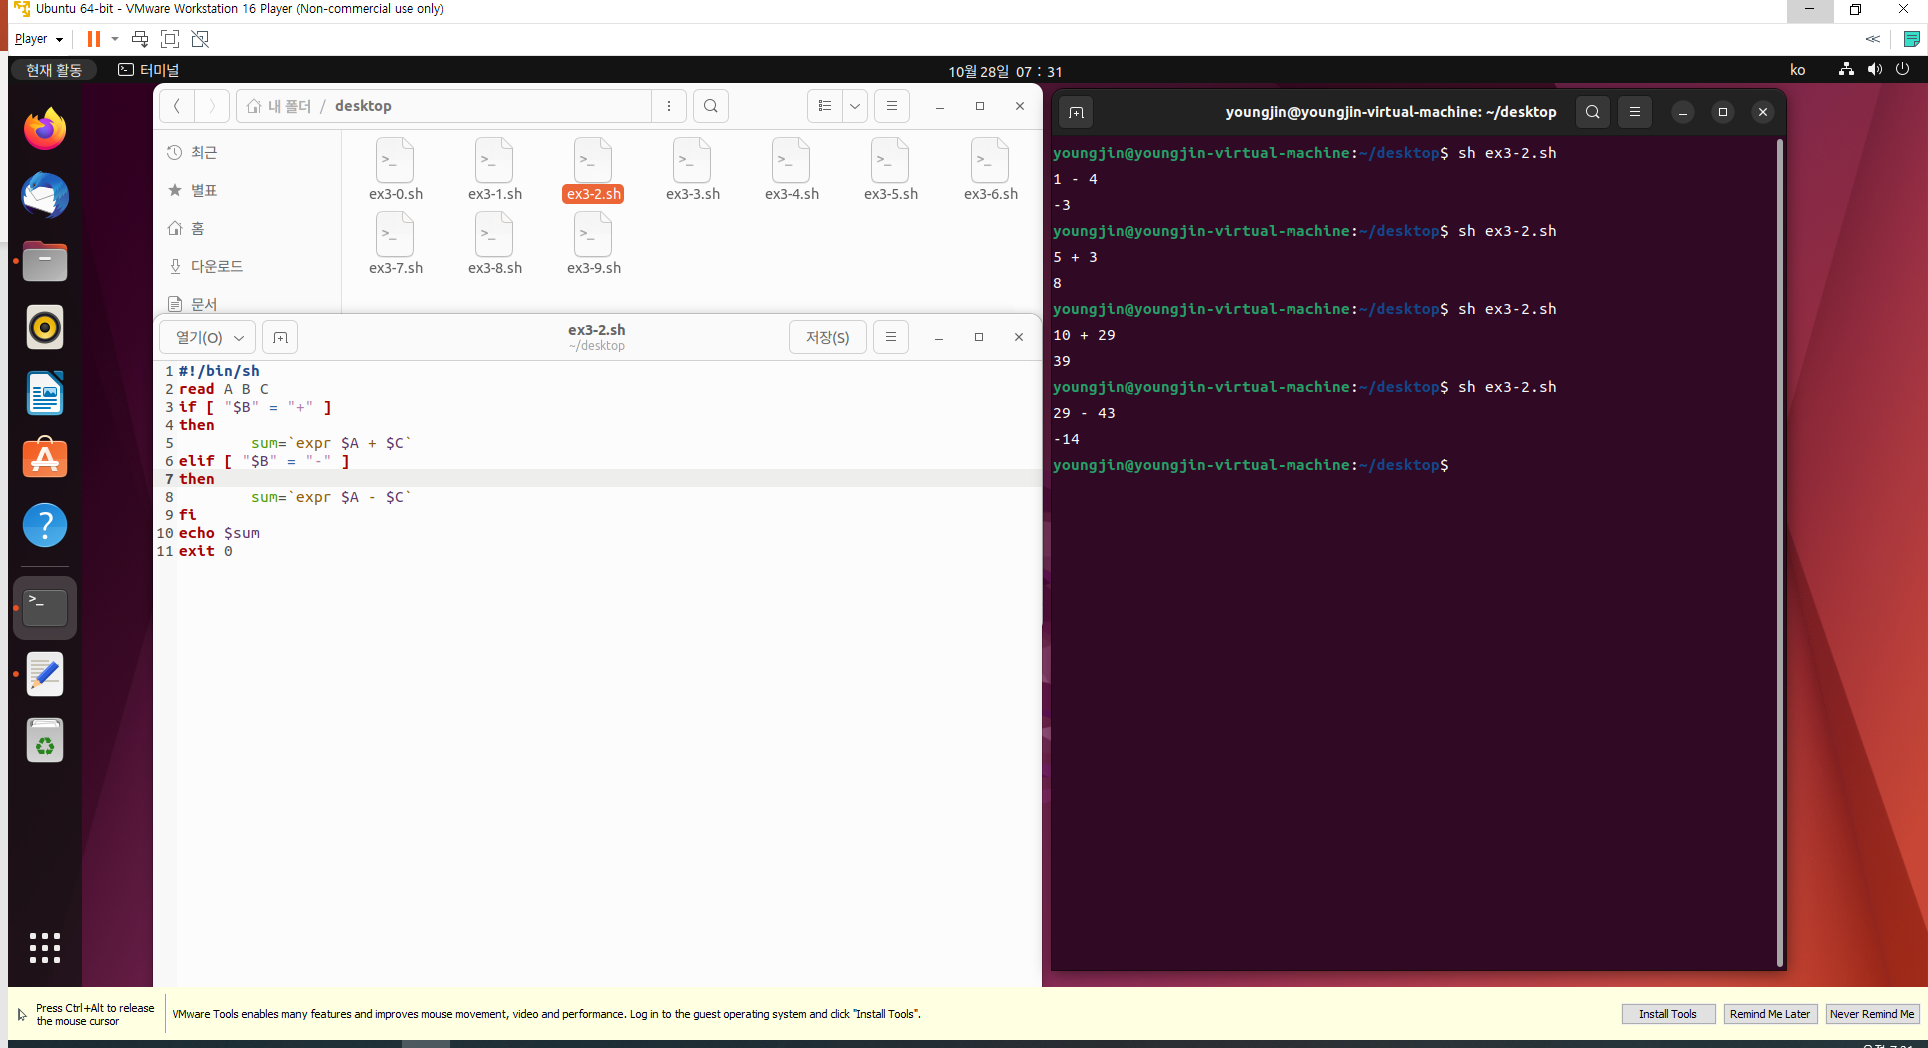 Ubuntu 64-bit - VMware Workstation 16 Player (Non-commercial use only)
Player
현재 활동
터미널
10월 28일 07 : 31
ko
내 폴더 / desktop
최근
별표
홈
다운로드
문서
ex3-0.sh
ex3-1.sh
ex3-2.sh
ex3-3.sh
ex3-4.sh
ex3-5.sh
ex3-6.sh
ex3-7.sh
ex3-8.sh
ex3-9.sh
열기(O)
ex3-2.sh
~/desktop
저장(S)
1 #!/bin/sh
2 read A B C
3 if [ "$B" = "+" ]
4 then
5 sum=`expr $A + $C`
6 elif [ "$B" = "-" ]
7 then
8 sum=`expr $A - $C`
9 fi
10 echo $sum
11 exit 0
youngjin@youngjin-virtual-machine: ~/desktop
youngjin@youngjin-virtual-machine:~/desktop$ sh ex3-2.sh
1 - 4
-3
youngjin@youngjin-virtual-machine:~/desktop$ sh ex3-2.sh
5 + 3
8
youngjin@youngjin-virtual-machine:~/desktop$ sh ex3-2.sh
10 + 29
39
youngjin@youngjin-virtual-machine:~/desktop$ sh ex3-2.sh
29 - 43
-14
youngjin@youngjin-virtual-machine:~/desktop$
Press Ctrl+Alt to release
the mouse cursor
VMware Tools enables many features and improves mouse movement, video and performance. Log in to the guest operating system and click "Install Tools".
Install Tools
Remind Me Later
Never Remind Me